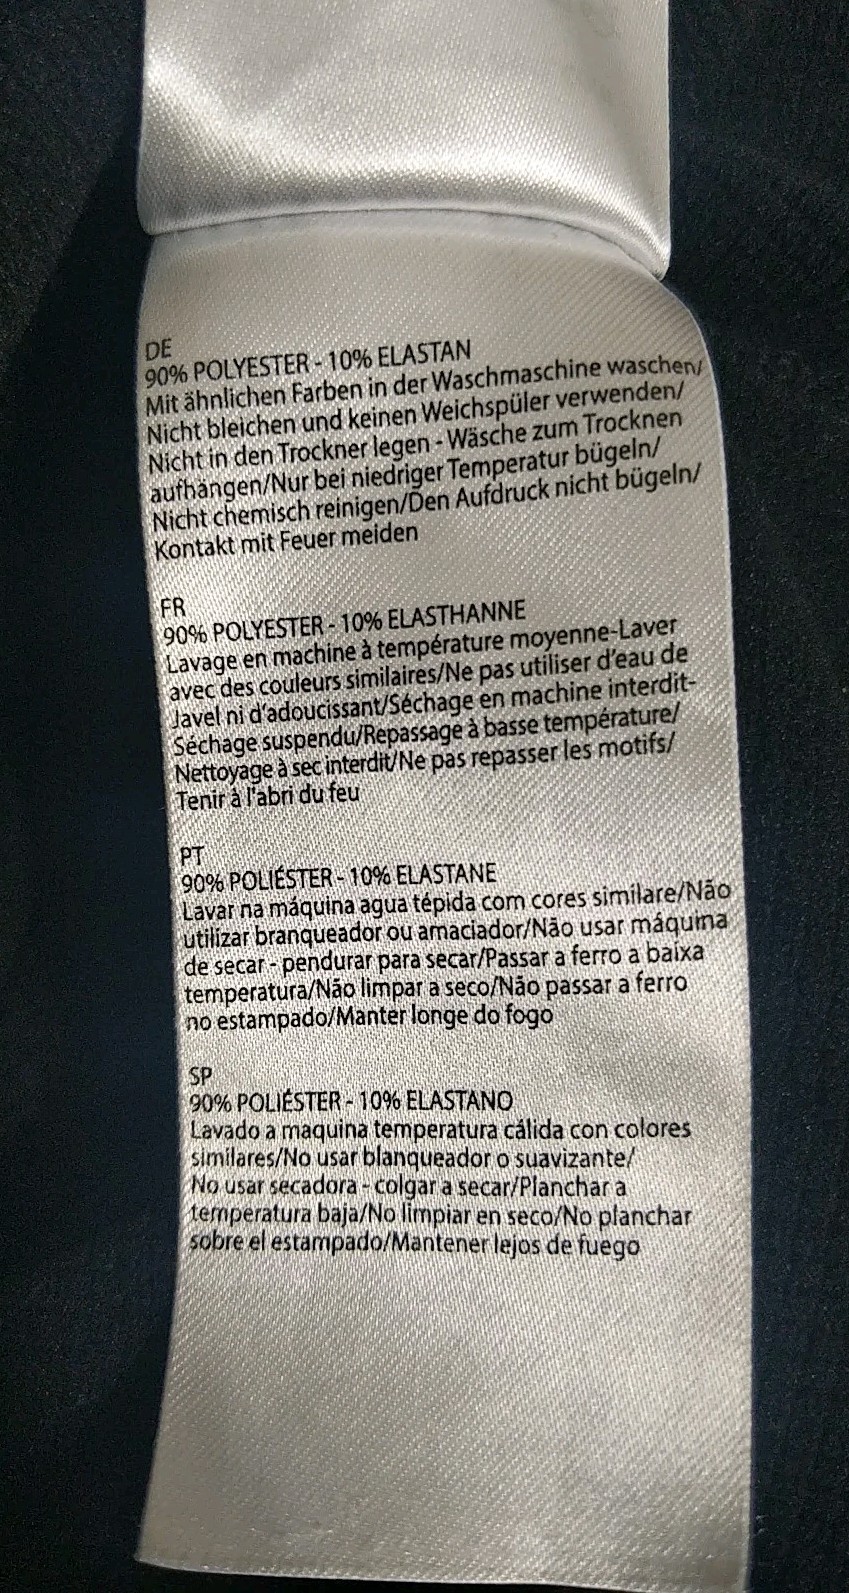 DE
90% POLYESTER - 10% ELASTAN
Mit ähnlichen Farben in der Waschmaschine waschen/
Nicht bleichen und keinen Weichspüler verwenden/
Nicht in den Trockner legen - Wäsche zum Trocknen
aufhängen/Nur bei niedriger Temperatur bügeln/
Nicht chemisch reinigen/Den Aufdruck nicht bügeln/
Kontakt mit Feuer meiden
FR
90% POLYESTER - 10% ELASTHANNE
Lavage en machine à température moyenne-Laver
avec des couleurs similaires/Ne pas utiliser d'eau de
Javel ni d'adoucissant/Séchage en machine interdit-
Séchage suspendu/Repassage à basse température/
Nettoyage à sec interdit/Ne pas repasser les motifs/
Tenir à l'abri du feu
PT
90% POLIÉSTER - 10% ELASTANE
Lavar na máquina agua tépida com cores similare/Não
utilizar branqueador ou amaciador/Não usar máquina
de secar - pendurar para secar/Passar a ferro a baixa
temperatura/Não limpar a seco/Não passar a ferro
no estampado/Manter longe do fogo
SP
90% POLIÉSTER - 10% ELASTANO
Lavado a maquina temperatura cálida con colores
similares/No usar blanqueador o suavizante/
No usar secadora - colgar a secar/Planchar a
temperatura baja/No limpiar en seco/No planchar
sobre el estampado/Mantener lejos de fuego